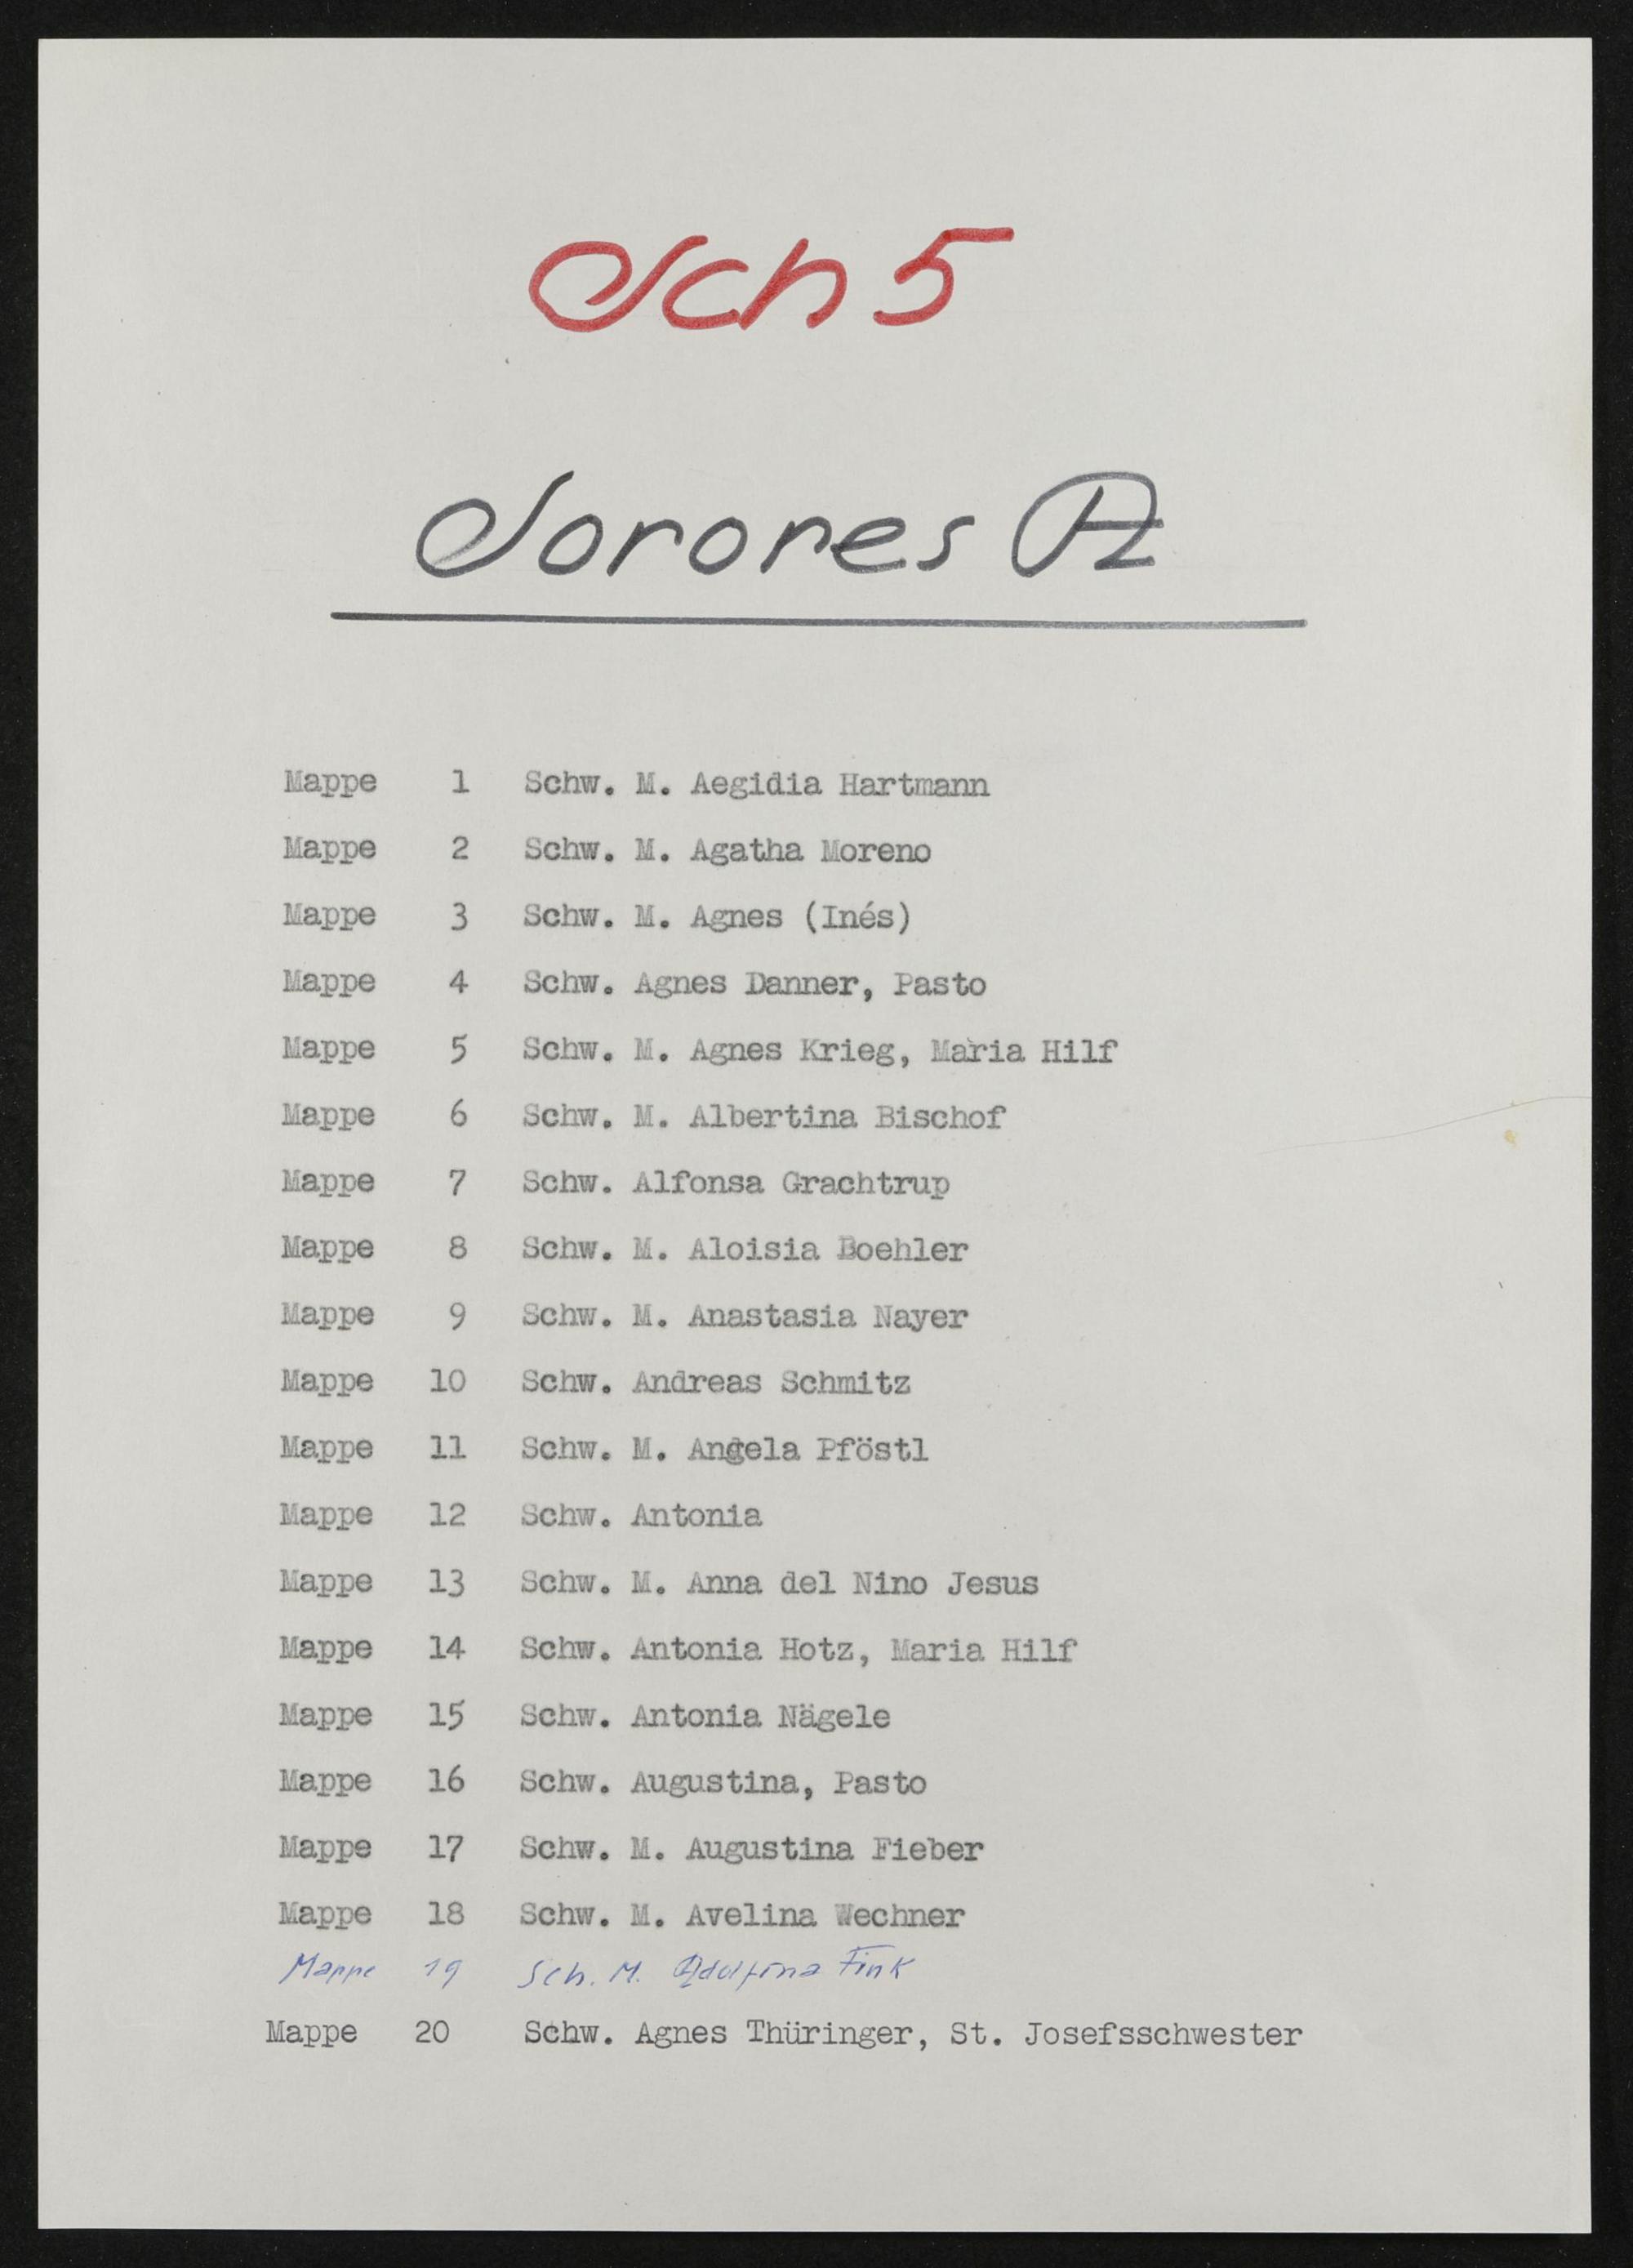 Sch 5
Sorores A
Mappe 1 Schw. M. Aegidia Hartmann
Mappe 2 Schw. M. Agatha Moreno
Mappe 3 Schw. M. Agnes (Inés)
Mappe 4 Schw. Agnes Danner, Pasto
Mappe 5 Schw. M. Agnes Krieg, Maria Hilf
Mappe 6 Schw. M. Albertina Bischof
Mappe 7 Schw. Alfonsa Grachtrup
Mappe 8 Schw. M. Aloisia Boehler
Mappe 9 Schw. M. Anastasia Nayer
Mappe 10 Schw. Andreas Schmitz
Mappe 11 Schw. M. Angela Pföstl
Mappe 12 Schw. Antonia
Mappe 13 Schw. M. Anna del Nino Jesus
Mappe 14 Schw. Antonia Hotz, Maria Hilf
Mappe 15 Schw. Antonia Nägele
Mappe 16 Schw. Augustina, Pasto
Mappe 17 Schw. M. Augustina Fieber
Mappe 18 Schw. M. Avelina Wechner
Mappe 19 Sch. M. Adolfina Fink
Mappe 20 Schw. Agnes Thüringer, St. Josefsschwester